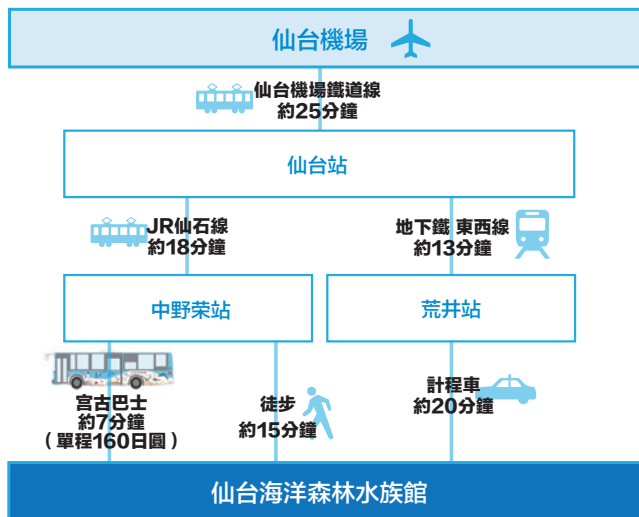 仙台機場
仙台機場鐵道線
約25分鐘
仙台站
JR仙石線
約18分鐘
地下鐵 東西線
約13分鐘
中野荣站
荒井站
宫古巴士
約7分鐘
（單程160日圓）
徒步
約15分鐘
計程車
約20分鐘
仙台海洋森林水族館